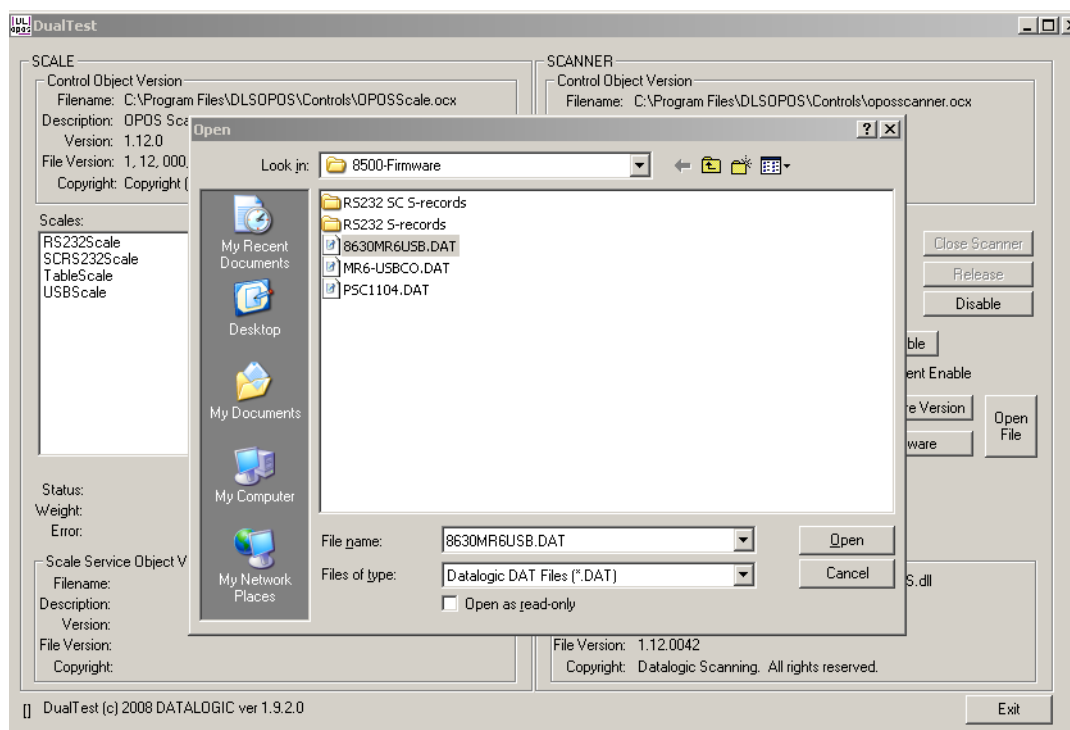 UL
opos
DualTest
SCALE
Control Object Version
Filename: C:\Program Files\DLSOPOS\Controls\OPOSScale.ocx
Description: OPOS Sca
Version: 1.12.0
File Version: 1, 12, 000,
Copyright: Copyright (
Scales:
RS232Scale
SCRS232Scale
TableScale
USBScale
Status:
Weight:
Error:
Scale Service Object V
Filename:
Description:
Version:
File Version:
Copyright:
SCANNER
Control Object Version
Filename: C:\Program Files\DLSOPOS\Controls\oposscanner.ocx
Close Scanner
Release
Disable
ble
ent Enable
re Version
ware
Open
File
S.dll
File Version: 1.12.0042
Copyright: Datalogic Scanning. All rights reserved.
Open
Look in: 8500-Firmware
My Recent
Documents
Desktop
My Documents
My Computer
My Network
Places
RS232 SC S-records
RS232 S-records
8630MR6USB.DAT
MR6-USBCO.DAT
PSC1104.DAT
File name: 8630MR6USB.DAT
Open
Files of type: Datalogic DAT Files (*.DAT)
Cancel
Open as read-only
[] DualTest (c) 2008 DATALOGIC ver 1.9.2.0
Exit